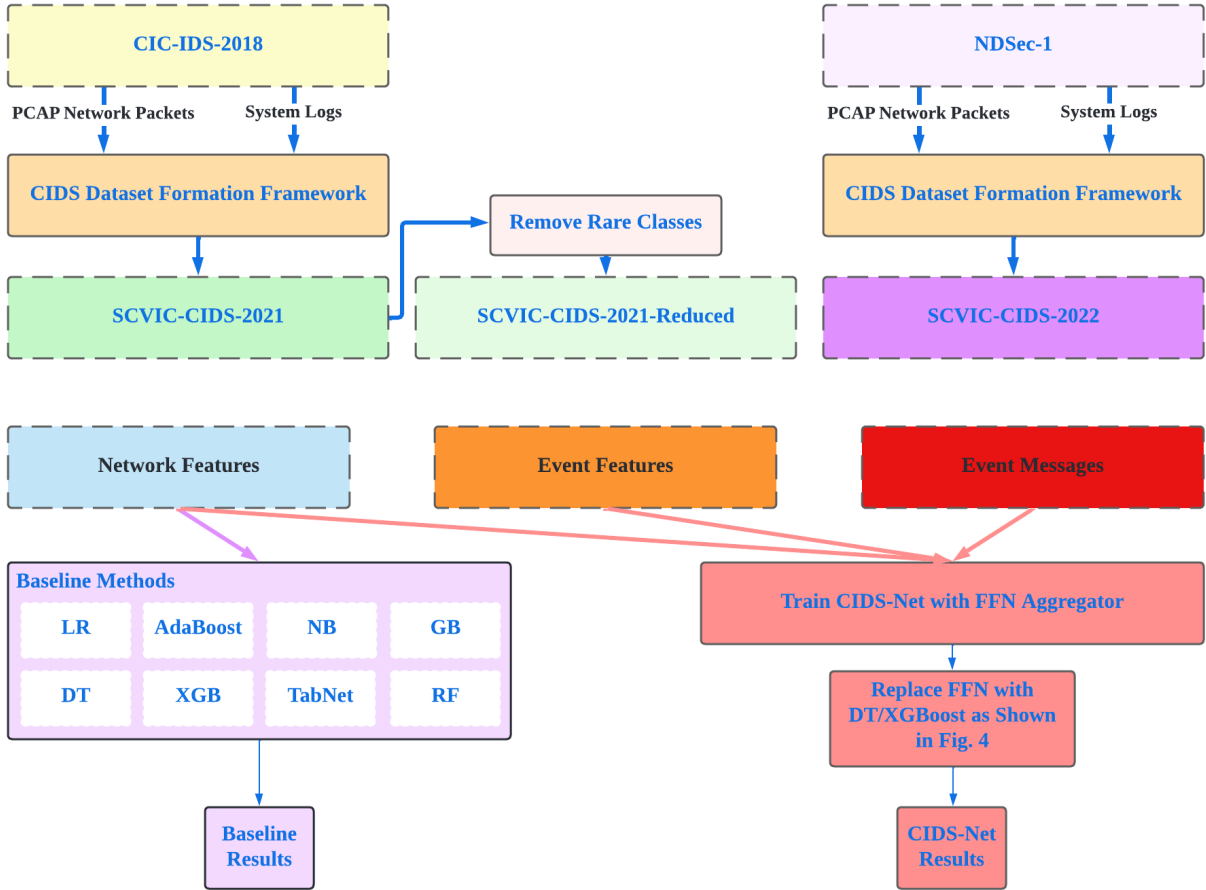 CIC-IDS-2018
NDSec-1
PCAP Network Packets
System Logs
PCAP Network Packets
System Logs
CIDS Dataset Formation Framework
Remove Rare Classes
CIDS Dataset Formation Framework
SCVIC-CIDS-2021
SCVIC-CIDS-2021-Reduced
SCVIC-CIDS-2022
Network Features
Event Features
Event Messages
Baseline Methods
LR
AdaBoost
NB
GB
DT
XGB
TabNet
RF
Train CIDS-Net with FFN Aggregator
Replace FFN with
DT/XGBoost as Shown
in Fig. 4
Baseline
Results
CIDS-Net
Results